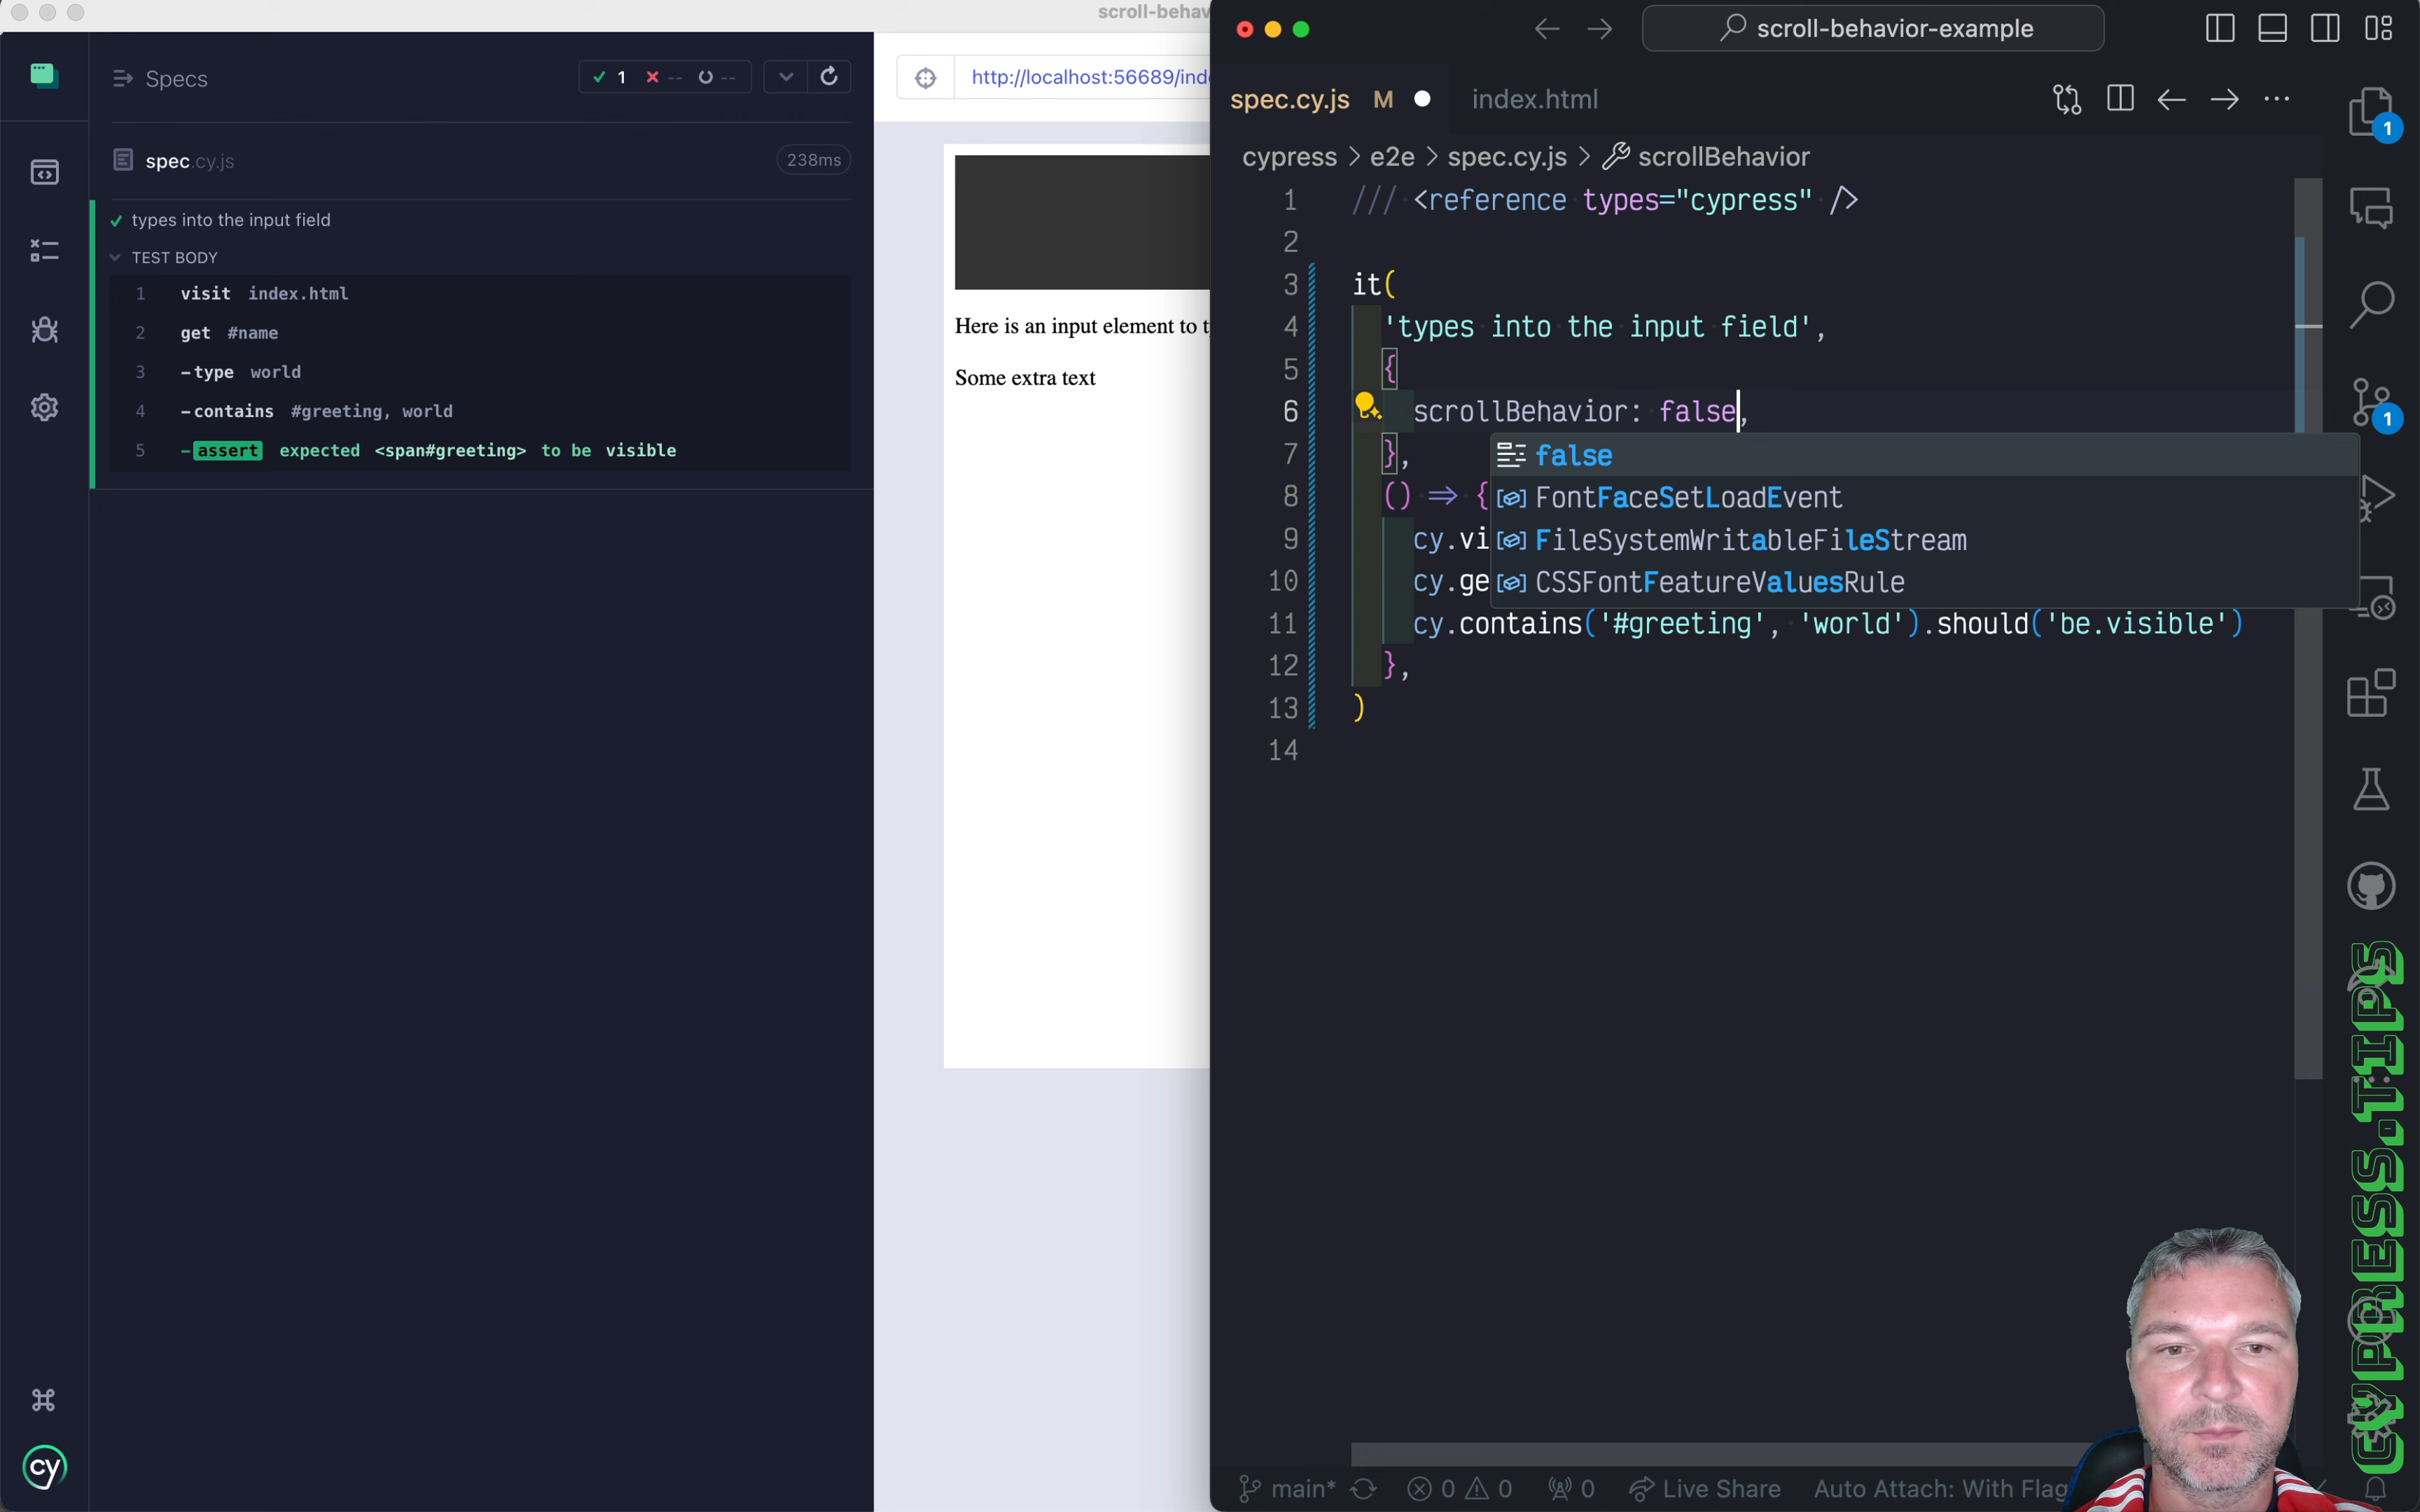 scroll-behav
Specs
1 -- --
spec.cy.js
238ms
types into the input field
TEST BODY
1 visit index.html
2 get #name
3 -type world
4 -contains #greeting, world
5 -assert expected <span#greeting> to be visible
cy
http://localhost:56689/ind
Here is an input element to t
Some extra text
scroll-behavior-example
spec.cy.js M
index.html
cypress > e2e > spec.cy.js > scrollBehavior
1 /// <reference types="cypress" />
2
3 it(
4 'types into the input field',
5 {
6 scrollBehavior: false,
7 },
8 () => {
9 cy.vi
10 cy.ge
11 cy.contains('#greeting', 'world').should('be.visible')
12 },
13 )
14
false
FontFaceSetLoadEvent
FileSystemWritableFileStream
CSSFontFeatureValuesRule
1
1
CYPRESS.TIPS
main* 0 0 0 Live Share Auto Attach: With Flag